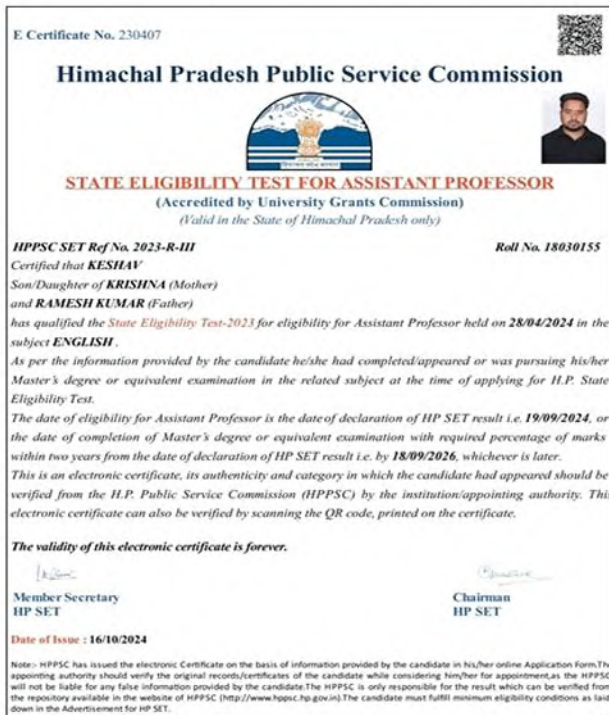 E Certificate No. 230407
Himachal Pradesh Public Service Commission
STATE ELIGIBILITY TEST FOR ASSISTANT PROFESSOR
(Accredited by University Grants Commission)
(Valid in the State of Himachal Pradesh only)
HPPSC SET Ref No. 2023-R-III Roll No. 18030155
Certified that KESHAV
Son/Daughter of KRISHNA (Mother)
and RAMESH KUMAR (Father)
has qualified the State Eligibility Test-2023 for eligibility for Assistant Professor held on 28/04/2024 in the
subject ENGLISH .
As per the information provided by the candidate he/she had completed/appeared or was pursuing his/her
Master's degree or equivalent examination in the related subject at the time of applying for H.P. State
Eligibility Test.
The date of eligibility for Assistant Professor is the date of declaration of HP SET result i.e. 19/09/2024, or
the date of completion of Master's degree or equivalent examination with required percentage of marks
within two years from the date of declaration of HP SET result i.e. by 18/09/2026, whichever is later.
This is an electronic certificate, its authenticity and category in which the candidate had appeared should be
verified from the H.P. Public Service Commission (HPPSC) by the institution/appointing authority. This
electronic certificate can also be verified by scanning the QR code, printed on the certificate.
The validity of this electronic certificate is forever.
Member Secretary Chairman
HP SET HP SET
Date of Issue : 16/10/2024
Note:- HPPSC has issued the electronic Certificate on the basis of information provided by the candidate in his/her online Application Form.The
appointing authority should verify the original records/certificates of the candidate while considering him/her for appointment,as the HPPSC
will not be liable for any false information provided by the candidate.The HPPSC is only responsible for the result which can be verified from
the repository available in the website of HPPSC (http://www.hppsc.hp.gov.in).The candidate must fulfill minimum eligibility conditions as laid
down in the Advertisement for HP SET.